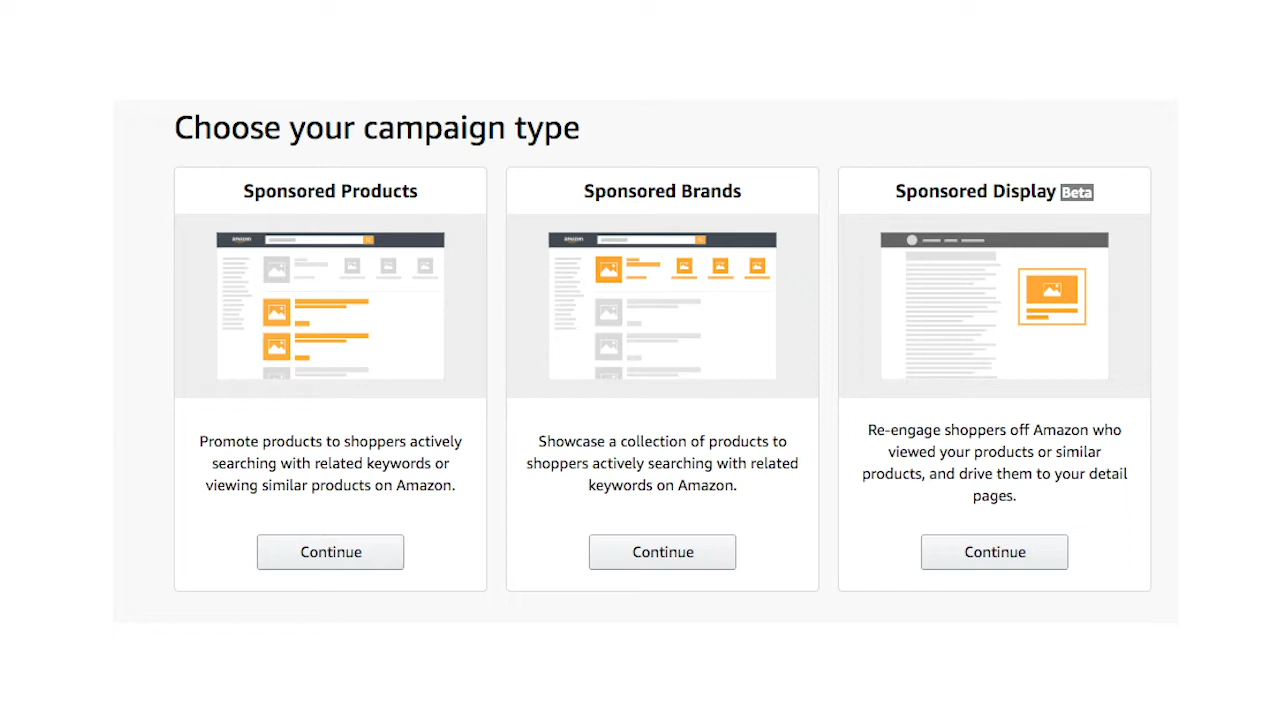 Choose your campaign type
Sponsored Products
amazon
Promote products to shoppers actively
searching with related keywords or
viewing similar products on Amazon.
Continue
Sponsored Brands
amazon
Showcase a collection of products to
shoppers actively searching with related
keywords on Amazon.
Continue
Sponsored Display Beta
Re-engage shoppers off Amazon who
viewed your products or similar
products, and drive them to your detail
pages.
Continue